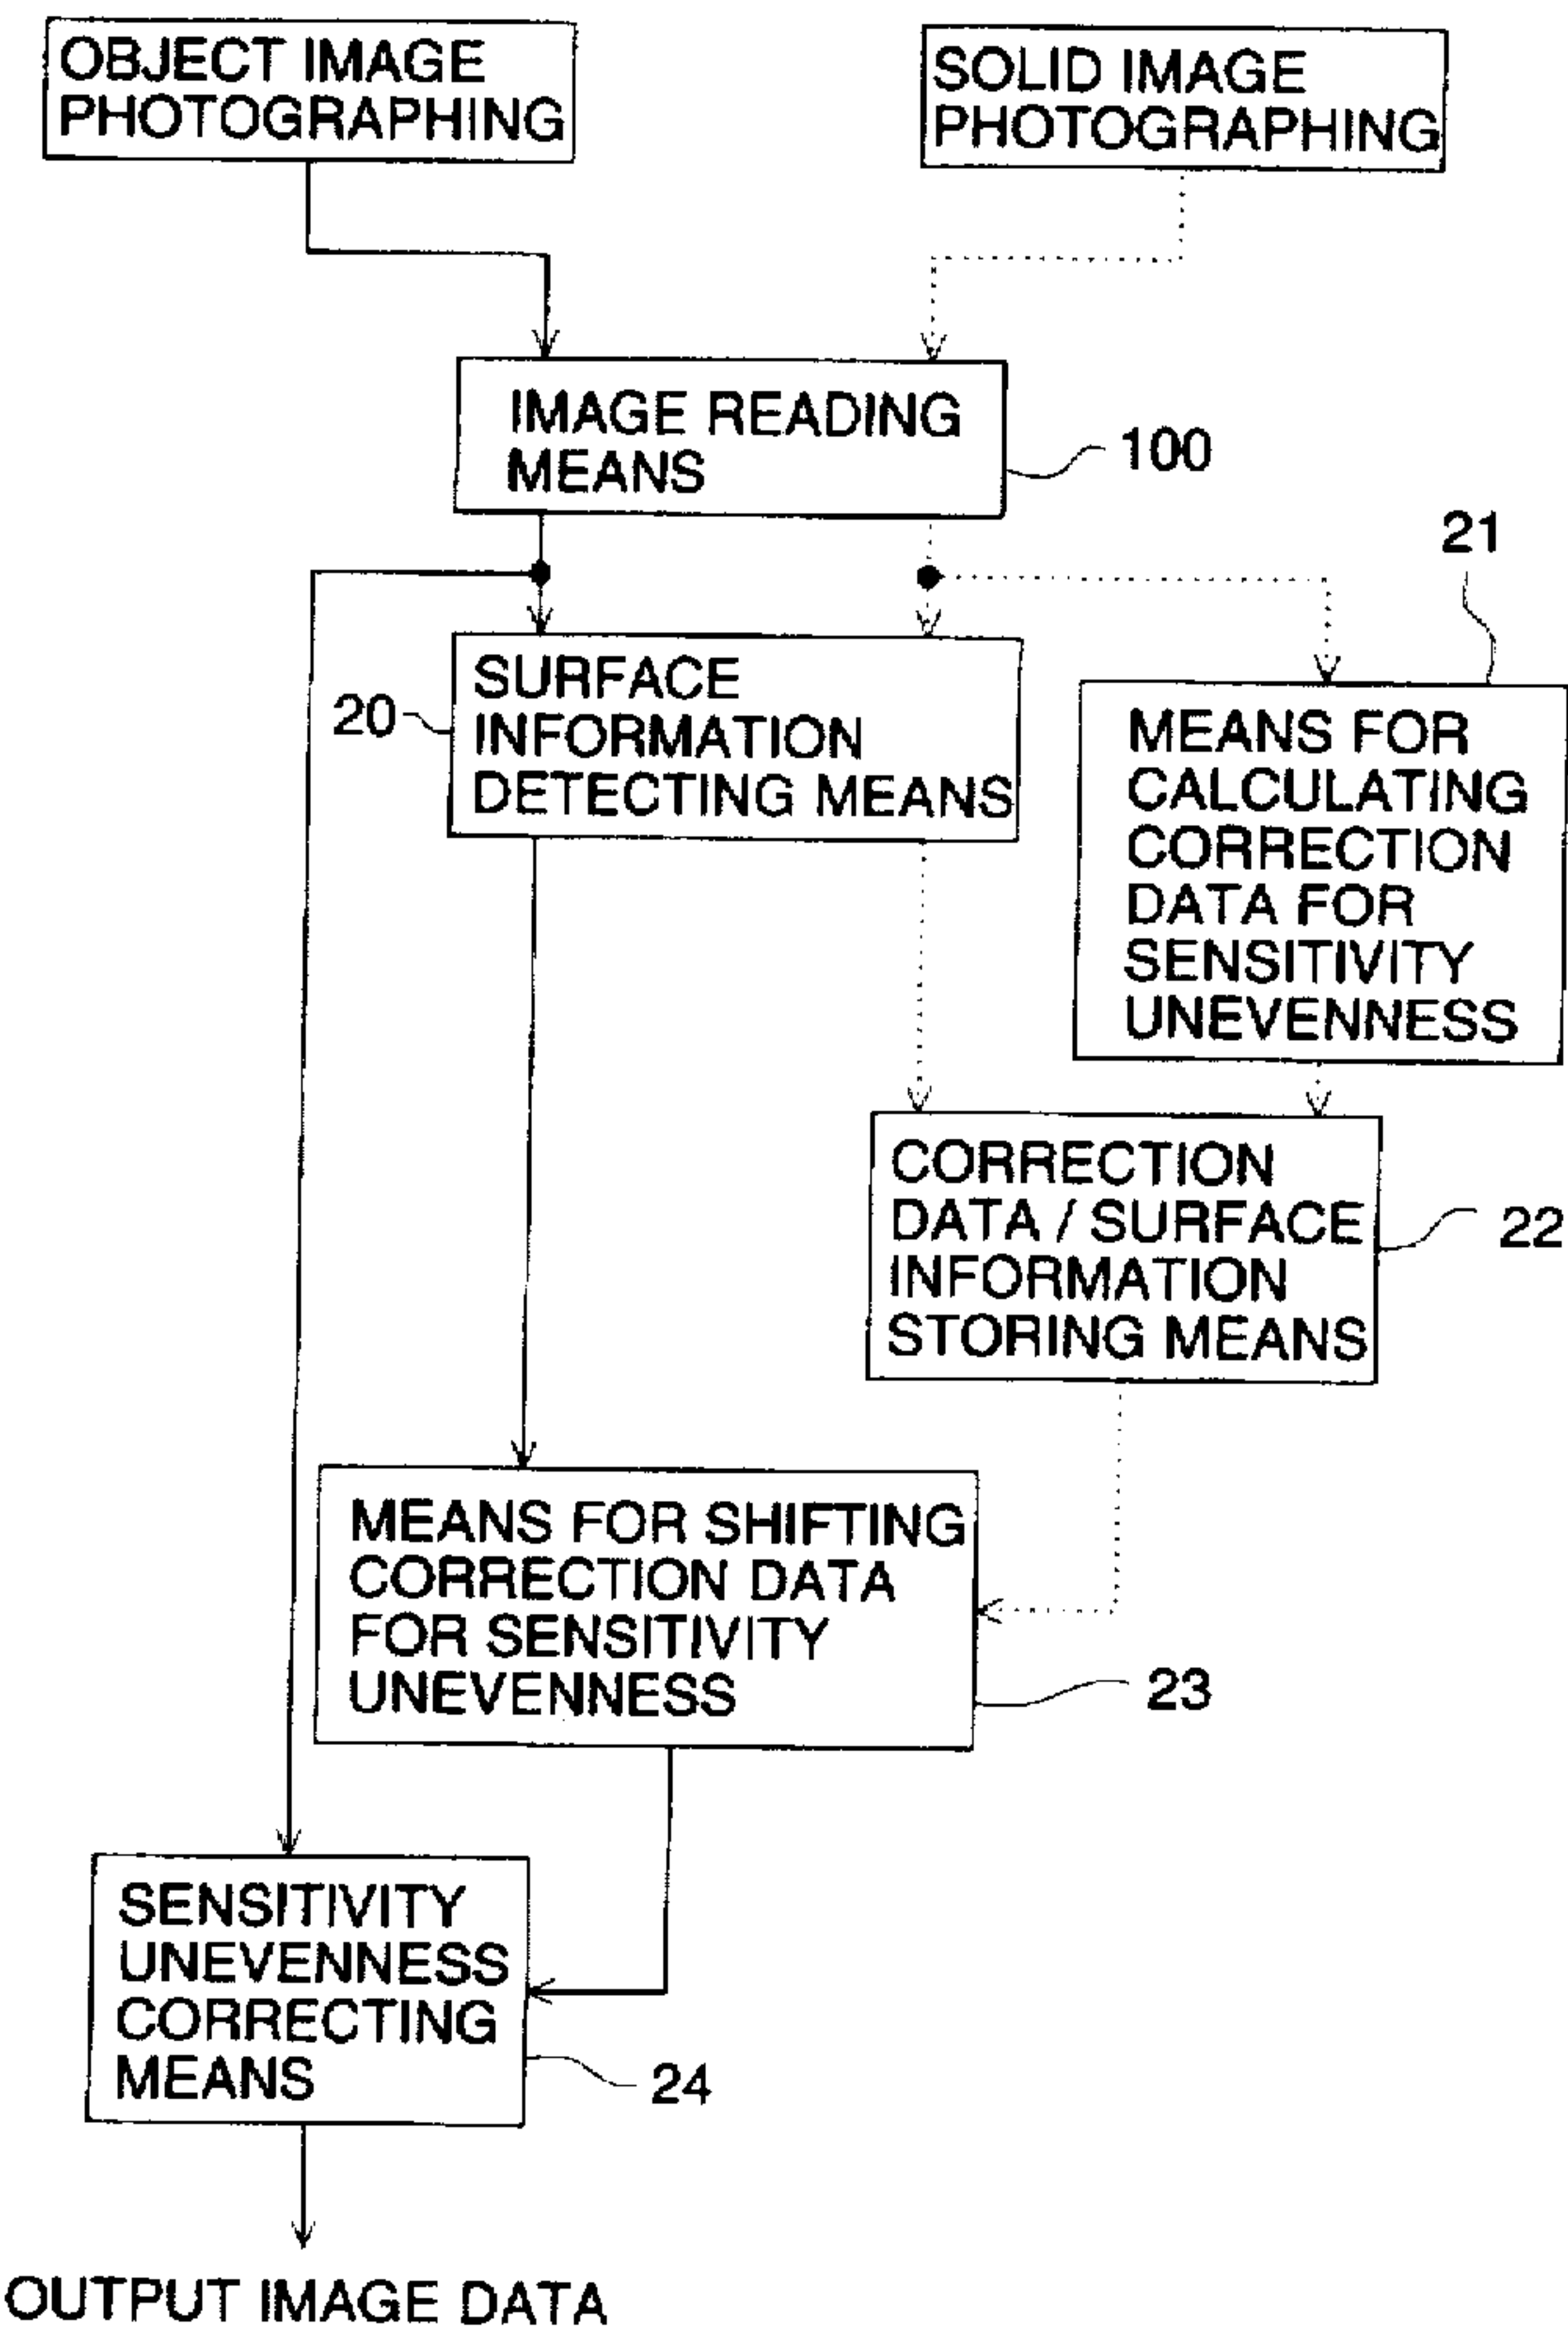 OBJECT IMAGE
PHOTOGRAPHING
SOLID IMAGE
PHOTOGRAPHING
IMAGE READING
MEANS
100
21
SURFACE
INFORMATION
DETECTING MEANS
20
MEANS FOR
CALCULATING
CORRECTION
DATA FOR
SENSITIVITY
UNEVENNESS
CORRECTION
DATA / SURFACE
INFORMATION
STORING MEANS
22
MEANS FOR SHIFTING
CORRECTION DATA
FOR SENSITIVITY
UNEVENNESS
23
SENSITIVITY
UNEVENNESS
CORRECTING
MEANS
24
OUTPUT IMAGE DATA